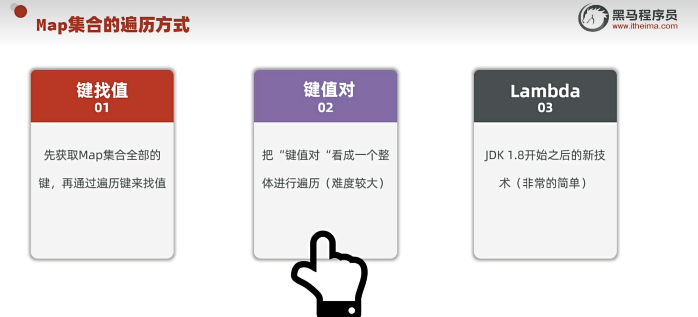 Map集合的遍历方式
黑马程序员
www.itheima.com
键找值
01
先获取Map集合全部的
键，再通过遍历键来找值
键值对
02
把“键值对“看成一个整
体进行遍历（难度较大）
Lambda
03
JDK 1.8开始之后的新技
术（非常的简单）